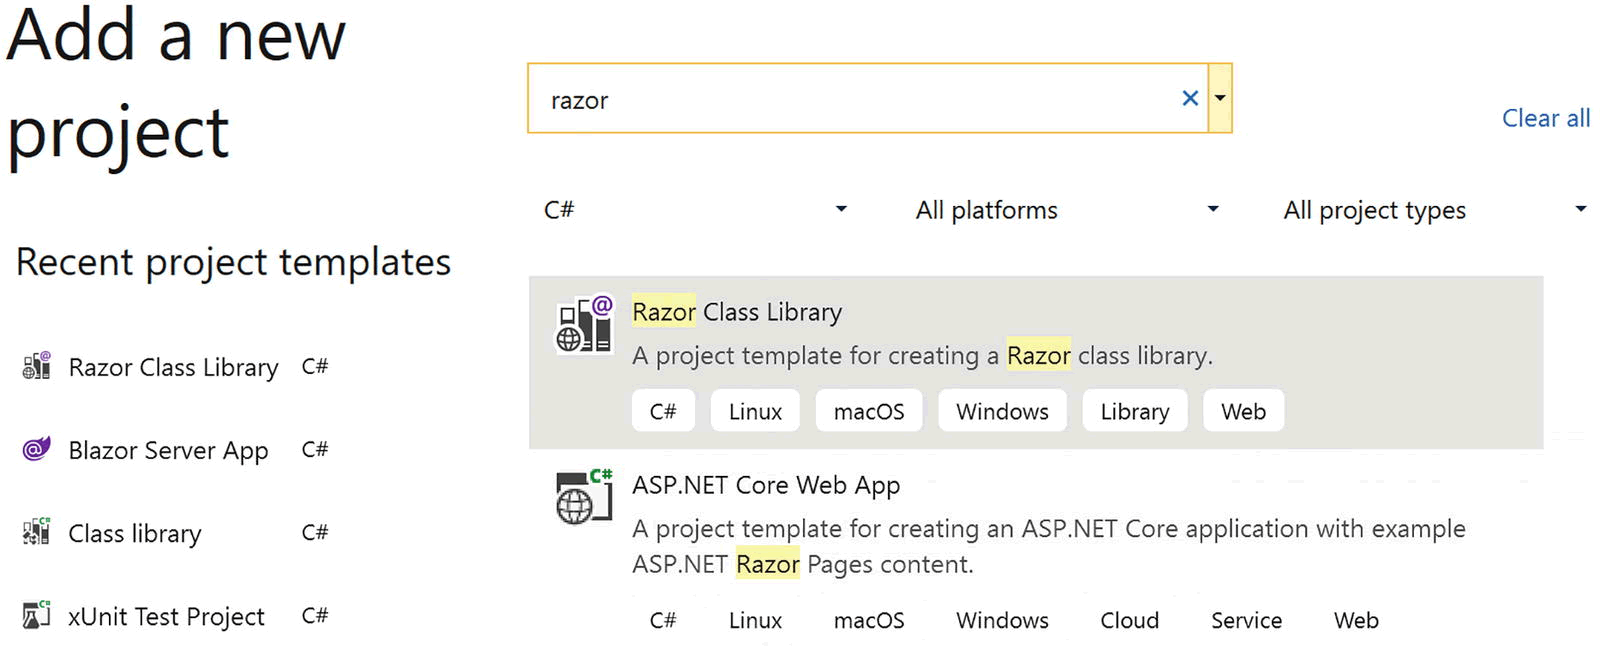 Add a new
project
razor
Clear all
C#
All platforms
All project types
Recent project templates
Razor Class Library C#
Blazor Server App C#
Class library C#
xUnit Test Project C#
Razor Class Library
A project template for creating a Razor class library.
C# Linux macOS Windows Library Web
ASP.NET Core Web App
A project template for creating an ASP.NET Core application with example
ASP.NET Razor Pages content.
C# Linux macOS Windows Cloud Service Web